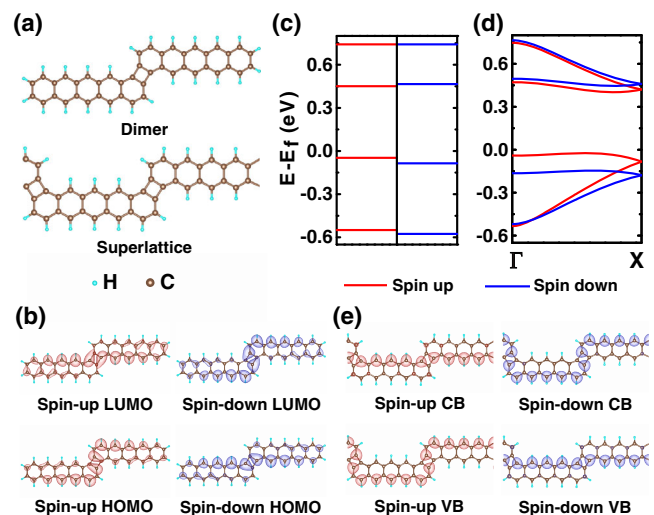 (a)
Dimer
Superlattice
H C
(c)
E-E_f (eV)
0.6
0.3
0.0
-0.3
-0.6
(d)
0.6
0.3
0.0
-0.3
-0.6
Γ X
Spin up Spin down
(b)
Spin-up LUMO Spin-down LUMO
Spin-up HOMO Spin-down HOMO
(e)
Spin-up CB Spin-down CB
Spin-up VB Spin-down VB